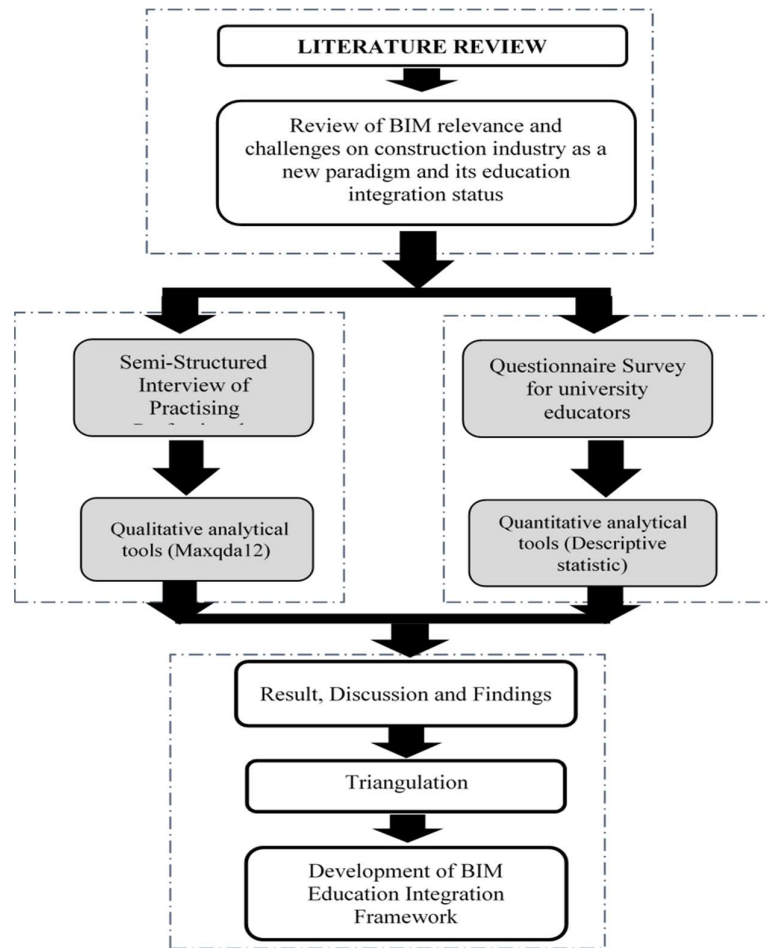 LITERATURE REVIEW
Review of BIM relevance and
challenges on construction industry as a
new paradigm and its education
integration status
Semi-Structured
Interview of
Practising
Questionnaire Survey
for university
educators
Qualitative analytical
tools (Maxqda12)
Quantitative analytical
tools (Descriptive
statistic)
Result, Discussion and Findings
Triangulation
Development of BIM
Education Integration
Framework